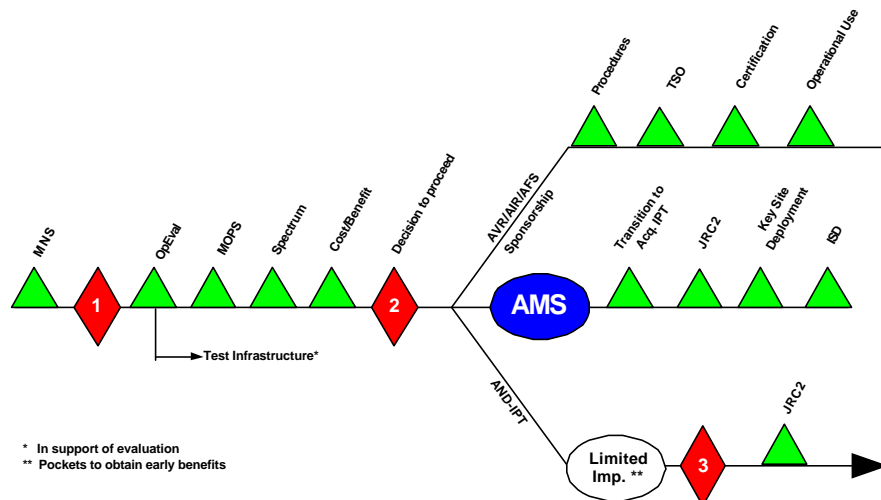 Procedures
TSO
Certification
Operational Use
AVR/AIR/AFS
Sponsorship
MNS
1
OpEval
MOPS
Spectrum
Cost/Benefit
Decision to proceed
2
AMS
Transition to
Acq. IPT
JRC2
Key Site
Deployment
ISD
Test Infrastructure*
AND-IPT
Limited
Imp. **
3
JRC2
* In support of evaluation
** Pockets to obtain early benefits